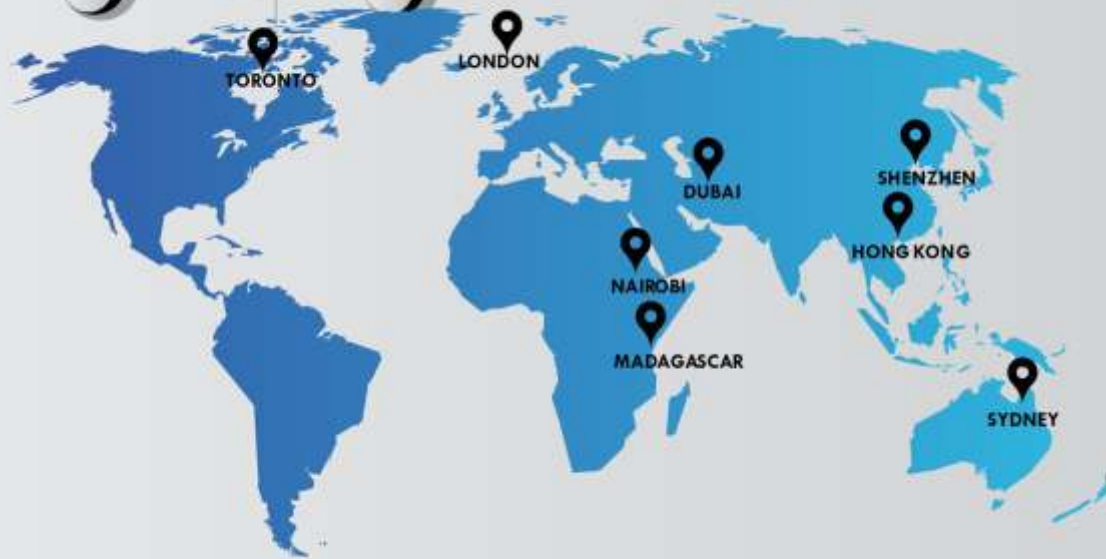 LONDON
TORONTO
SHENZHEN
DUBAI
HONG KONG
NAIROBI
MADAGASCAR
SYDNEY